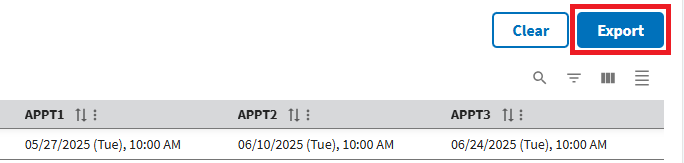 Clear Export
APPT1 APPT2 APPT3
05/27/2025 (Tue), 10:00 AM 06/10/2025 (Tue), 10:00 AM 06/24/2025 (Tue), 10:00 AM